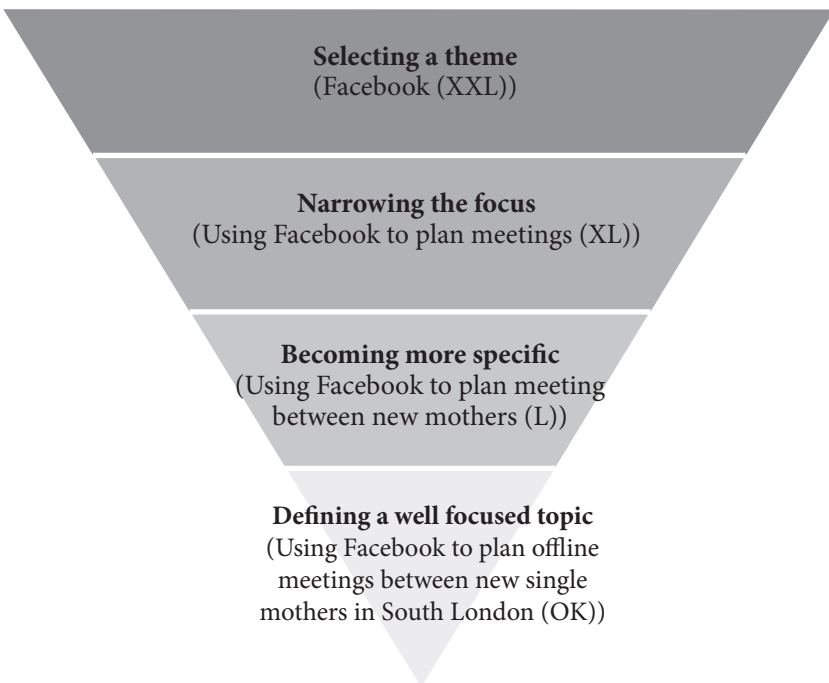 Selecting a theme
(Facebook (XXL))
Narrowing the focus
(Using Facebook to plan meetings (XL))
Becoming more specific
(Using Facebook to plan meeting
between new mothers (L))
Defining a well focused topic
(Using Facebook to plan offline
meetings between new single
mothers in South London (OK))